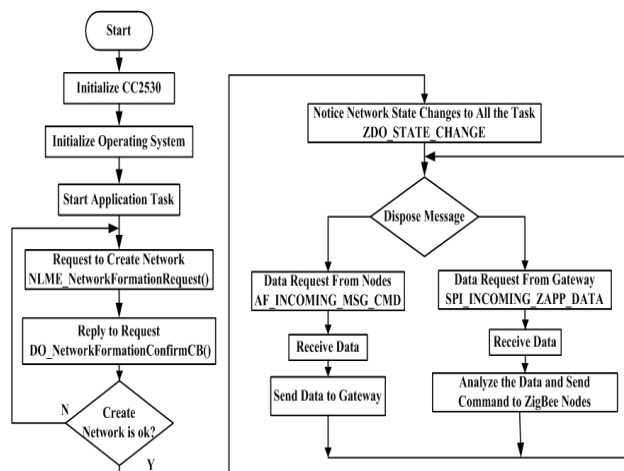 Start
Initialize CC2530
Initialize Operating System
Start Application Task
Request to Create Network
NLME_NetworkFormationRequest()
Reply to Request
DO_NetworkFormationConfirmCB()
Create
Network is ok?
N
Y
Notice Network State Changes to All the Task
ZDO_STATE_CHANGE
Dispose Message
Data Request From Nodes
AF_INCOMING_MSG_CMD
Receive Data
Send Data to Gateway
Data Request From Gateway
SPI_INCOMING_ZAPP_DATA
Receive Data
Analyze the Data and Send
Command to ZigBee Nodes